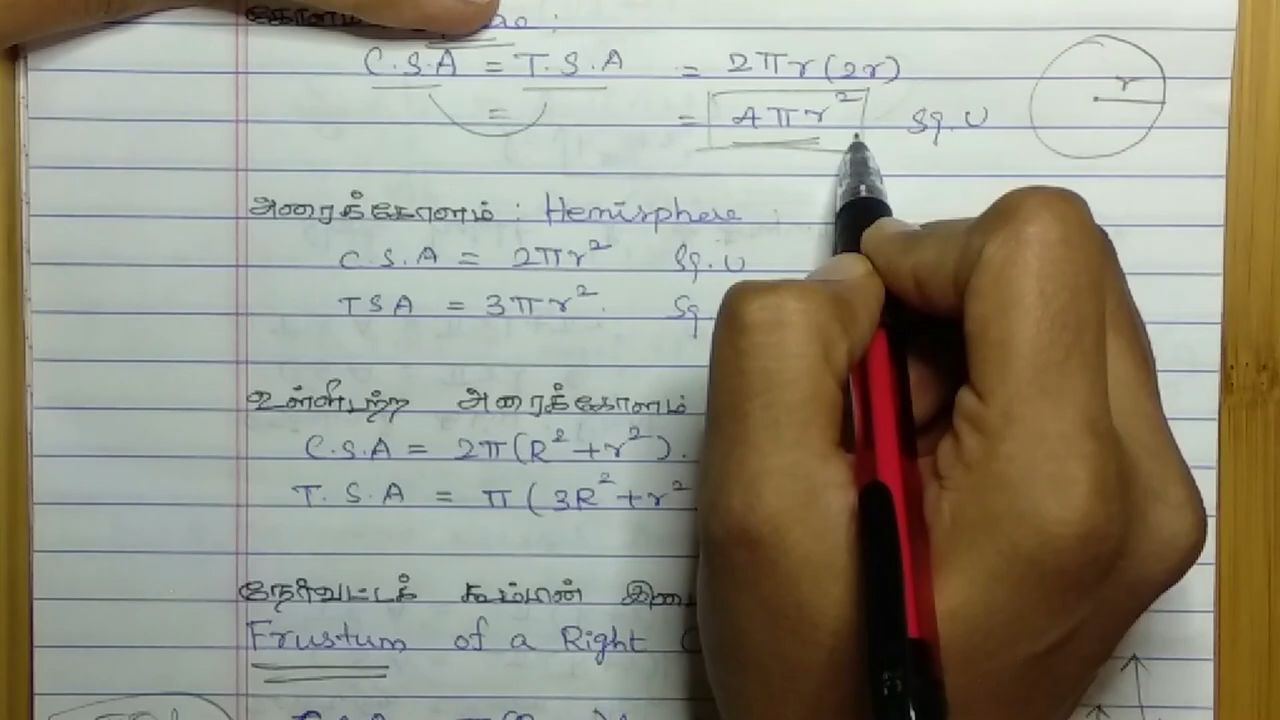 கோளம்
C.S.A = T.S.A = 2πr(2r)
= = 4πr² Sq.U
r
அரைக்கோளம் : Hemisphere :
C.S.A = 2πr² Sq.U
TSA = 3πr². Sq
உள்ளீடற்ற அரைக்கோளம்
C.S.A = 2π(R²+r²).
T.S.A = π(3R²+r²
நேர்வட்டக்
Frustum of a Right